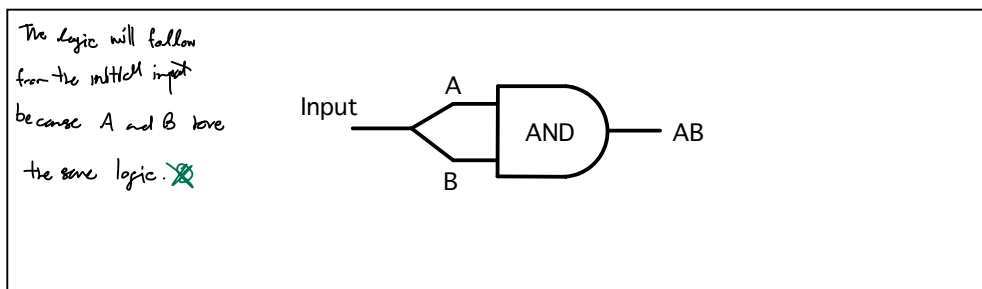 The logic will follow
from the initial input
because A and B have
the same logic.
Input
A
B
AND
AB